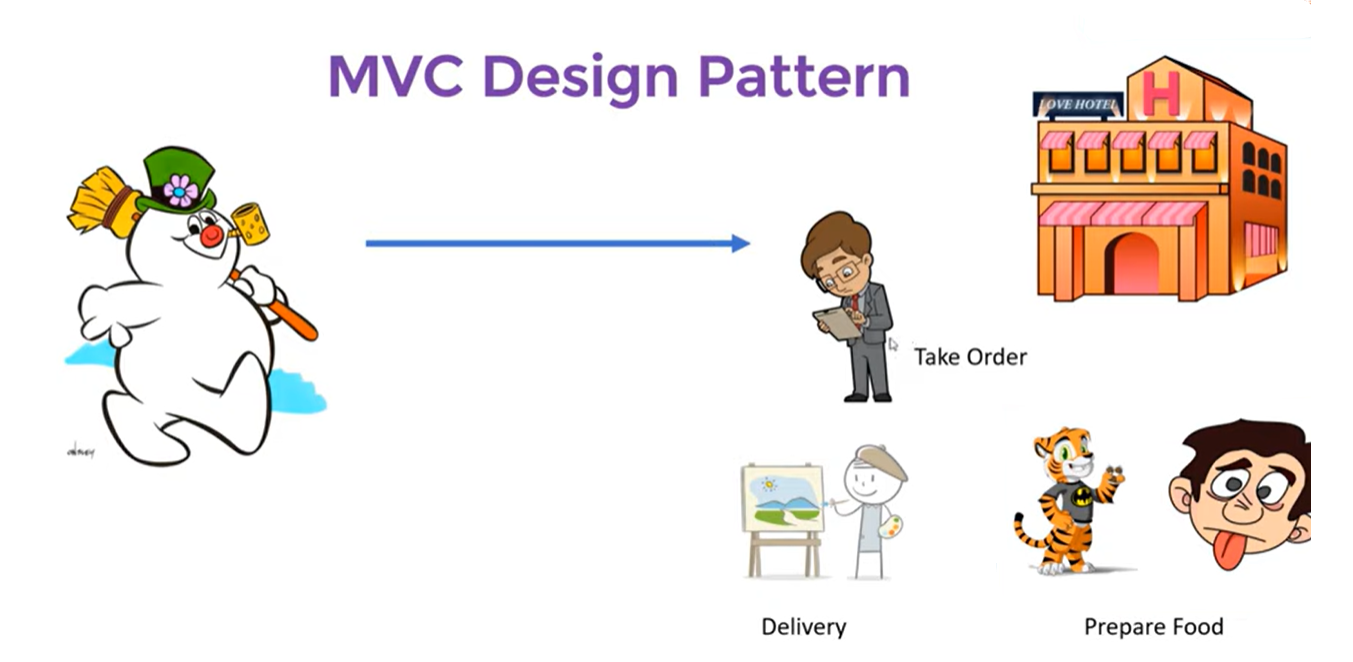 MVC Design Pattern
H
LOVE HOTEL
Take Order
Delivery
Prepare Food